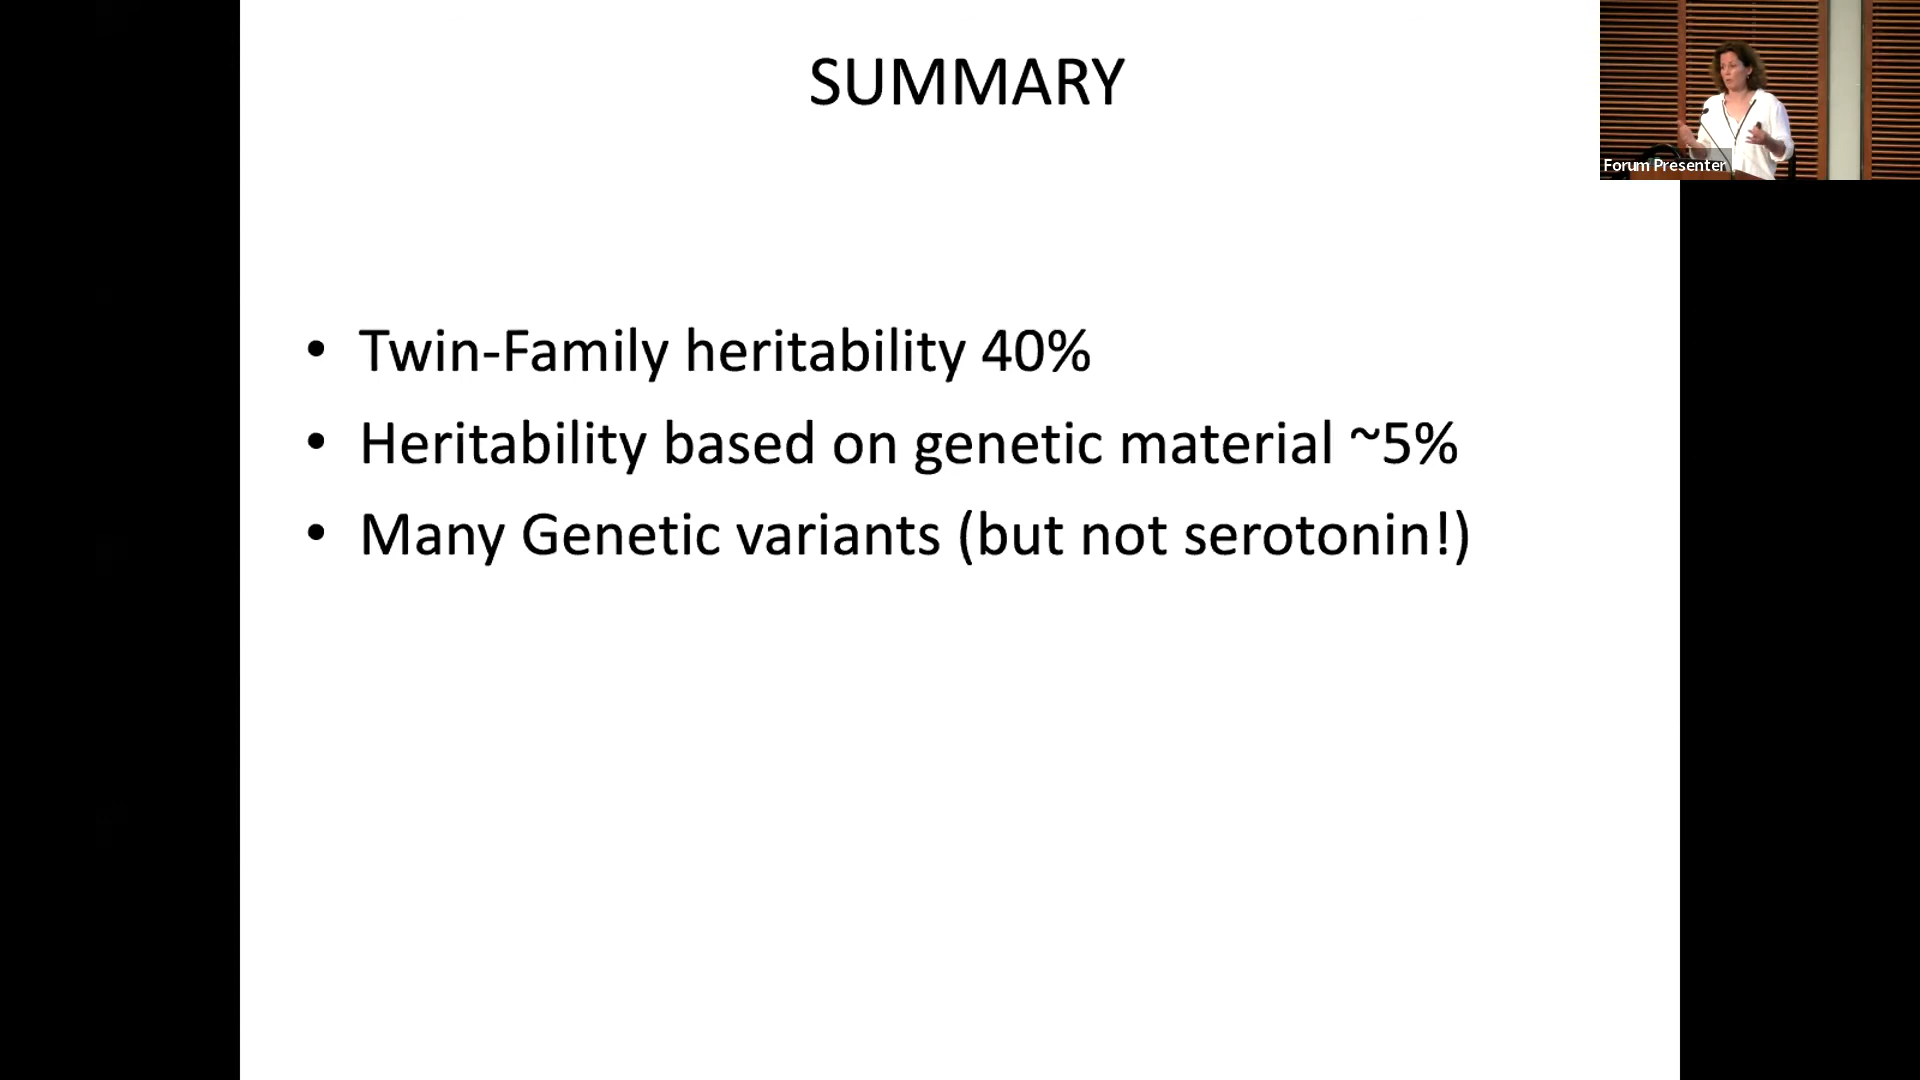 SUMMARY
Forum Presenter
• Twin-Family heritability 40%
• Heritability based on genetic material ~5%
• Many Genetic variants (but not serotonin!)